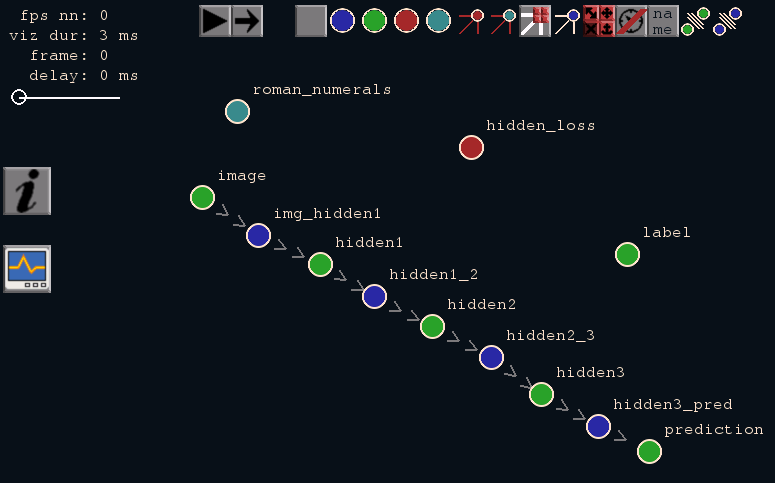 fps nn: 0
viz dur: 3 ms
frame: 0
delay: 0 ms
na
me
roman_numerals
hidden_loss
image
img_hidden1
label
hidden1
hidden1_2
hidden2
hidden2_3
hidden3
hidden3_pred
prediction